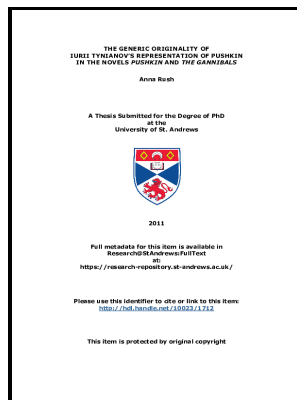 THE GENERIC ORIGINALITY OF
IURII TYNIANOV'S REPRESENTATION OF PUSHKIN
IN THE NOVELS PUSHKIN AND THE GANNIBALS
Anna Rush
A Thesis Submitted for the Degree of PhD
at the
University of St. Andrews
2011
Full metadata for this item is available in
Research@StAndrews:FullText
at:
https://research-repository.st-andrews.ac.uk/
Please use this identifier to cite or link to this item:
http://hdl.handle.net/10023/1712
This item is protected by original copyright